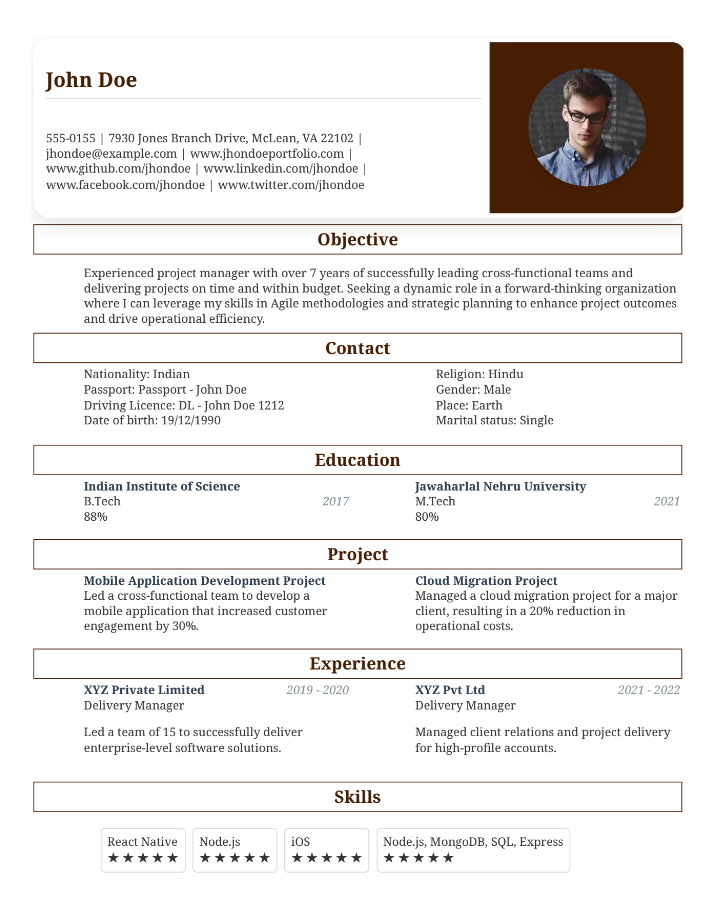 John Doe
555-0155 | 7930 Jones Branch Drive, McLean, VA 22102 |
jhondoe@example.com | www.jhondoeportfolio.com |
www.github.com/jhondoe | www.linkedin.com/jhondoe |
www.facebook.com/jhondoe | www.twitter.com/jhondoe
Objective
Experienced project manager with over 7 years of successfully leading cross-functional teams and
delivering projects on time and within budget. Seeking a dynamic role in a forward-thinking organization
where I can leverage my skills in Agile methodologies and strategic planning to enhance project outcomes
and drive operational efficiency.
Contact
Nationality: Indian
Passport: Passport - John Doe
Driving Licence: DL - John Doe 1212
Date of birth: 19/12/1990
Religion: Hindu
Gender: Male
Place: Earth
Marital status: Single
Education
Indian Institute of Science
B.Tech 2017
88%
Jawaharlal Nehru University
M.Tech 2021
80%
Project
Mobile Application Development Project
Led a cross-functional team to develop a
mobile application that increased customer
engagement by 30%.
Cloud Migration Project
Managed a cloud migration project for a major
client, resulting in a 20% reduction in
operational costs.
Experience
XYZ Private Limited 2019 - 2020
Delivery Manager
Led a team of 15 to successfully deliver
enterprise-level software solutions.
XYZ Pvt Ltd 2021 - 2022
Delivery Manager
Managed client relations and project delivery
for high-profile accounts.
Skills
React Native
★★★★★
Node.js
★★★★★
iOS
★★★★★
Node.js, MongoDB, SQL, Express
★★★★★